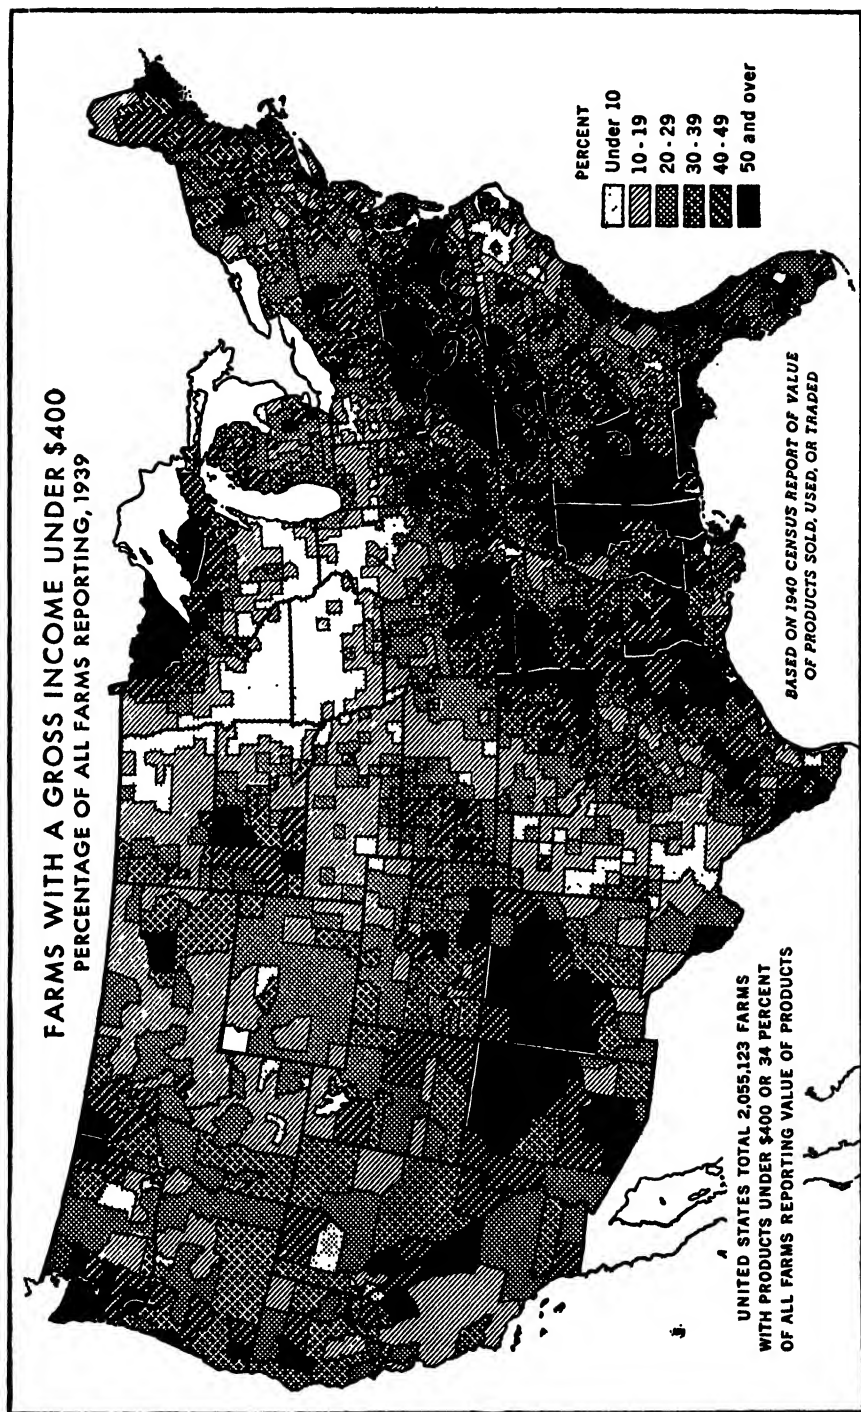 FARMS WITH A GROSS INCOME UNDER $400
PERCENTAGE OF ALL FARMS REPORTING, 1939
PERCENT
Under 10
10 - 19
20 - 29
30 - 39
40 - 49
50 and over
BASED ON 1940 CENSUS REPORT OF VALUE
OF PRODUCTS SOLD, USED, OR TRADED
UNITED STATES TOTAL 2,055,123 FARMS
WITH PRODUCTS UNDER $400 OR 34 PERCENT
OF ALL FARMS REPORTING VALUE OF PRODUCTS